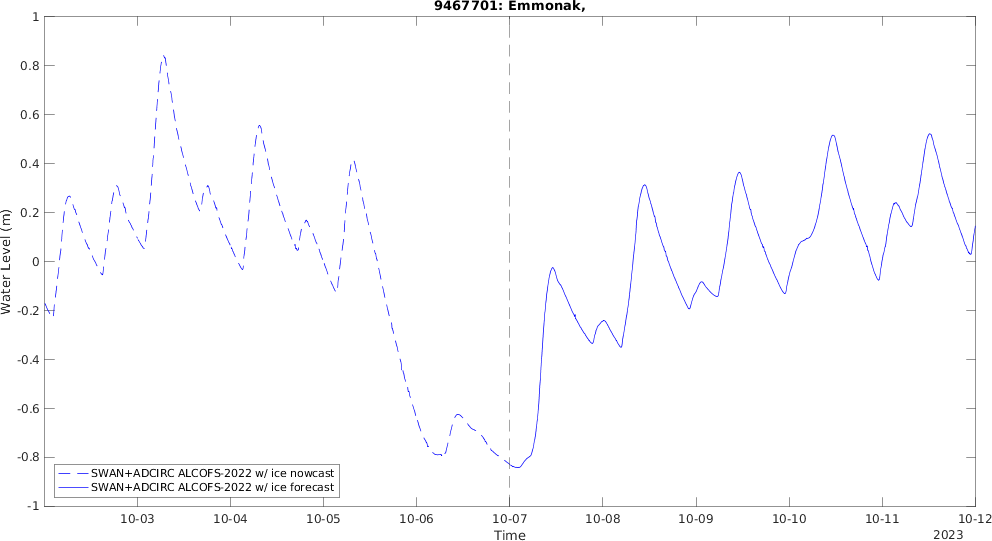 9467701: Emmonak,
1
0.8
0.6
0.4
0.2
0
-0.2
-0.4
-0.6
-0.8
-1
Water Level (m)
SWAN+ADCIRC ALCOFS-2022 w/ ice nowcast
SWAN+ADCIRC ALCOFS-2022 w/ ice forecast
10-03 10-04 10-05 10-06 10-07 10-08 10-09 10-10 10-11 10-12
Time
2023